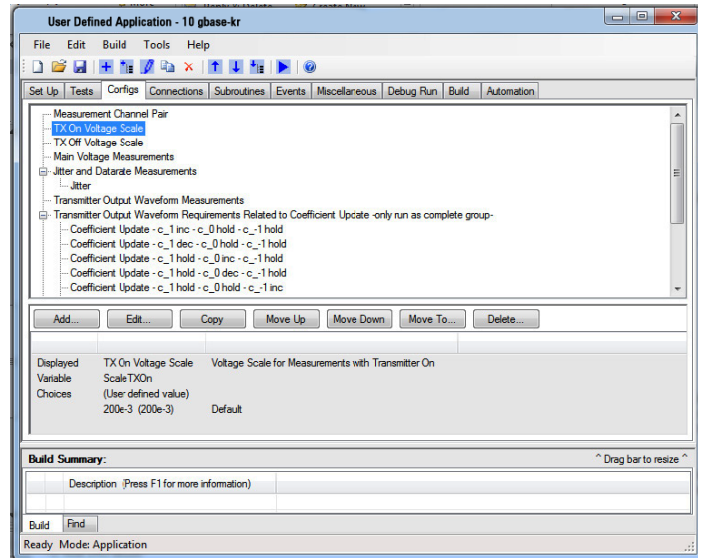 User Defined Application - 10 gbase-kr
File Edit Build Tools Help
Set Up Tests Configs Connections Subroutines Events Miscellaneous Debug Run Build Automation
Measurement Channel Pair
TX On Voltage Scale
TX Off Voltage Scale
Main Voltage Measurements
Jitter and Datarate Measurements
Jitter
Transmitter Output Waveform Measurements
Transmitter Output Waveform Requirements Related to Coefficient Upcate -only run as complete group-
Coefficient Update - c_1 inc - c_0 hold - c_-1 hold
Coefficient Update - c_1 dec - c_0 hold - c_-1 hold
Coefficient Update - c_1 hold - c_0 inc - c_-1 hold
Coefficient Update - c_1 hold - c_0 dec - c_-1 hold
Coefficient Update - c_1 hold - c_0 hold - c_-1 inc
Add... Edit... Copy Move Up Move Down Move To... Delete...
Displayed TX On Voltage Scale Voltage Scale for Measurements with Transmitter On
Variable ScaleTXOn
Choices (User defined value)
200e-3 (200e-3) Default
Build Summary: ^ Drag bar to resize ^
Description (Press F1 for more information)
Build Find
Ready Mode: Application